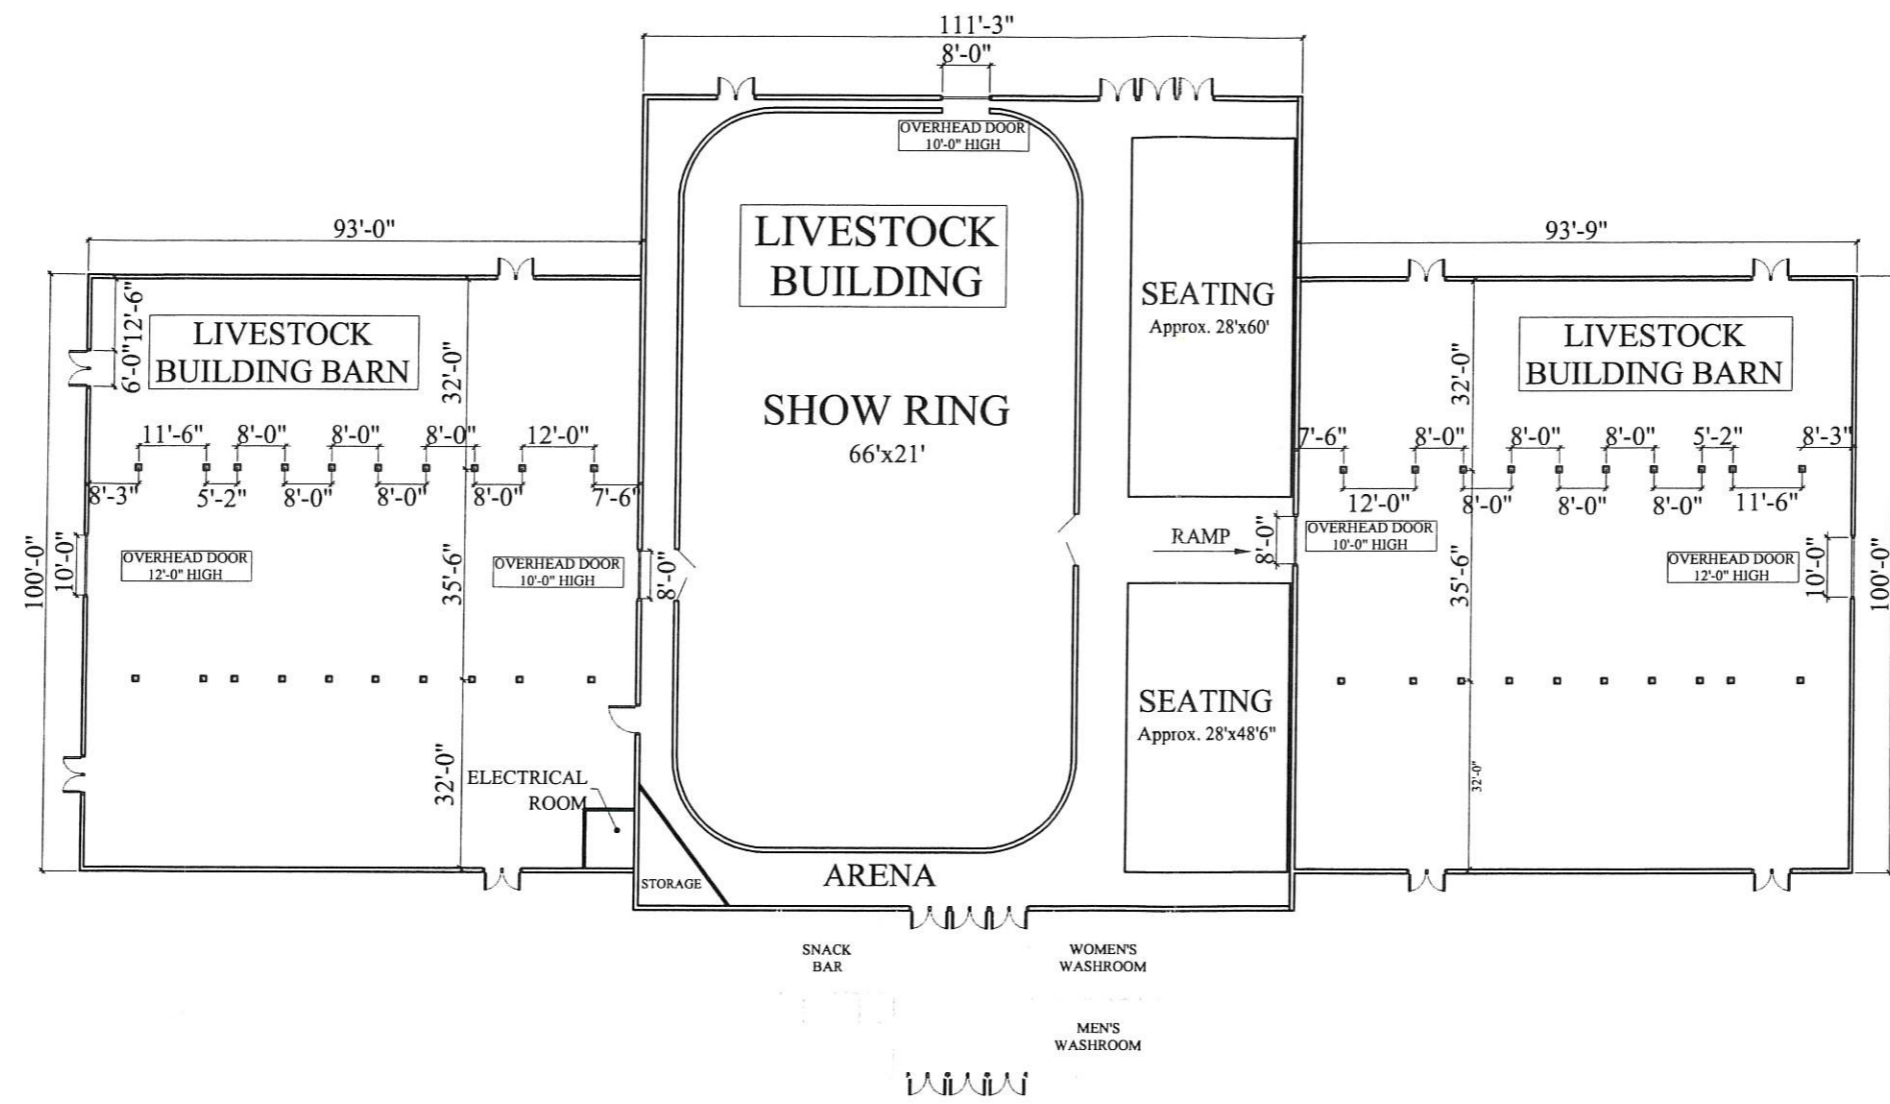 111'-3"
8'-0"
OVERHEAD DOOR
10'-0" HIGH
93'-0"
93'-9"
LIVESTOCK
BUILDING
SEATING
Approx. 28'x60'
12'-6"
6'-0"
LIVESTOCK
BUILDING BARN
32'-0"
SHOW RING
66'x21'
32'-0"
LIVESTOCK
BUILDING BARN
11'-6"
8'-0"
8'-0"
8'-0"
12'-0"
8'-3"
5'-2"
8'-0"
8'-0"
8'-0"
7'-6"
7'-6"
8'-0"
8'-0"
8'-0"
5'-2"
8'-3"
12'-0"
8'-0"
8'-0"
8'-0"
11'-6"
100'-0"
10'-0"
OVERHEAD DOOR
12'-0" HIGH
35'-6"
OVERHEAD DOOR
10'-0" HIGH
8'-0"
RAMP
8'-0"
OVERHEAD DOOR
10'-0" HIGH
35'-6"
OVERHEAD DOOR
12'-0" HIGH
10'-0"
100'-0"
SEATING
Approx. 28'x48'6"
32'-0"
ELECTRICAL
ROOM
32'-0"
STORAGE
ARENA
SNACK
BAR
WOMEN'S
WASHROOM
MEN'S
WASHROOM